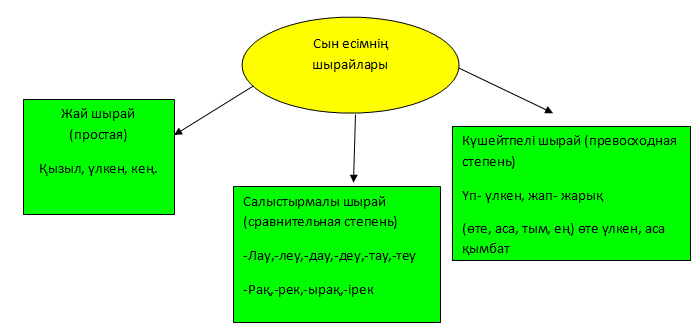 Сын есімнің
шырайлары
Жай шырай
(простая)
Қызыл, үлкен, кең.
Салыстырмалы шырай
(сравнительная степень)
-Лау,-леу,-дау,-деу,-тау,-теу
-Рақ,-рек,-ырақ,-ірек
Күшейтпелі шырай (превосходная
степень)
Үп- үлкен, жап- жарық
(өте, аса, тым, ең) өте үлкен, аса
қымбат